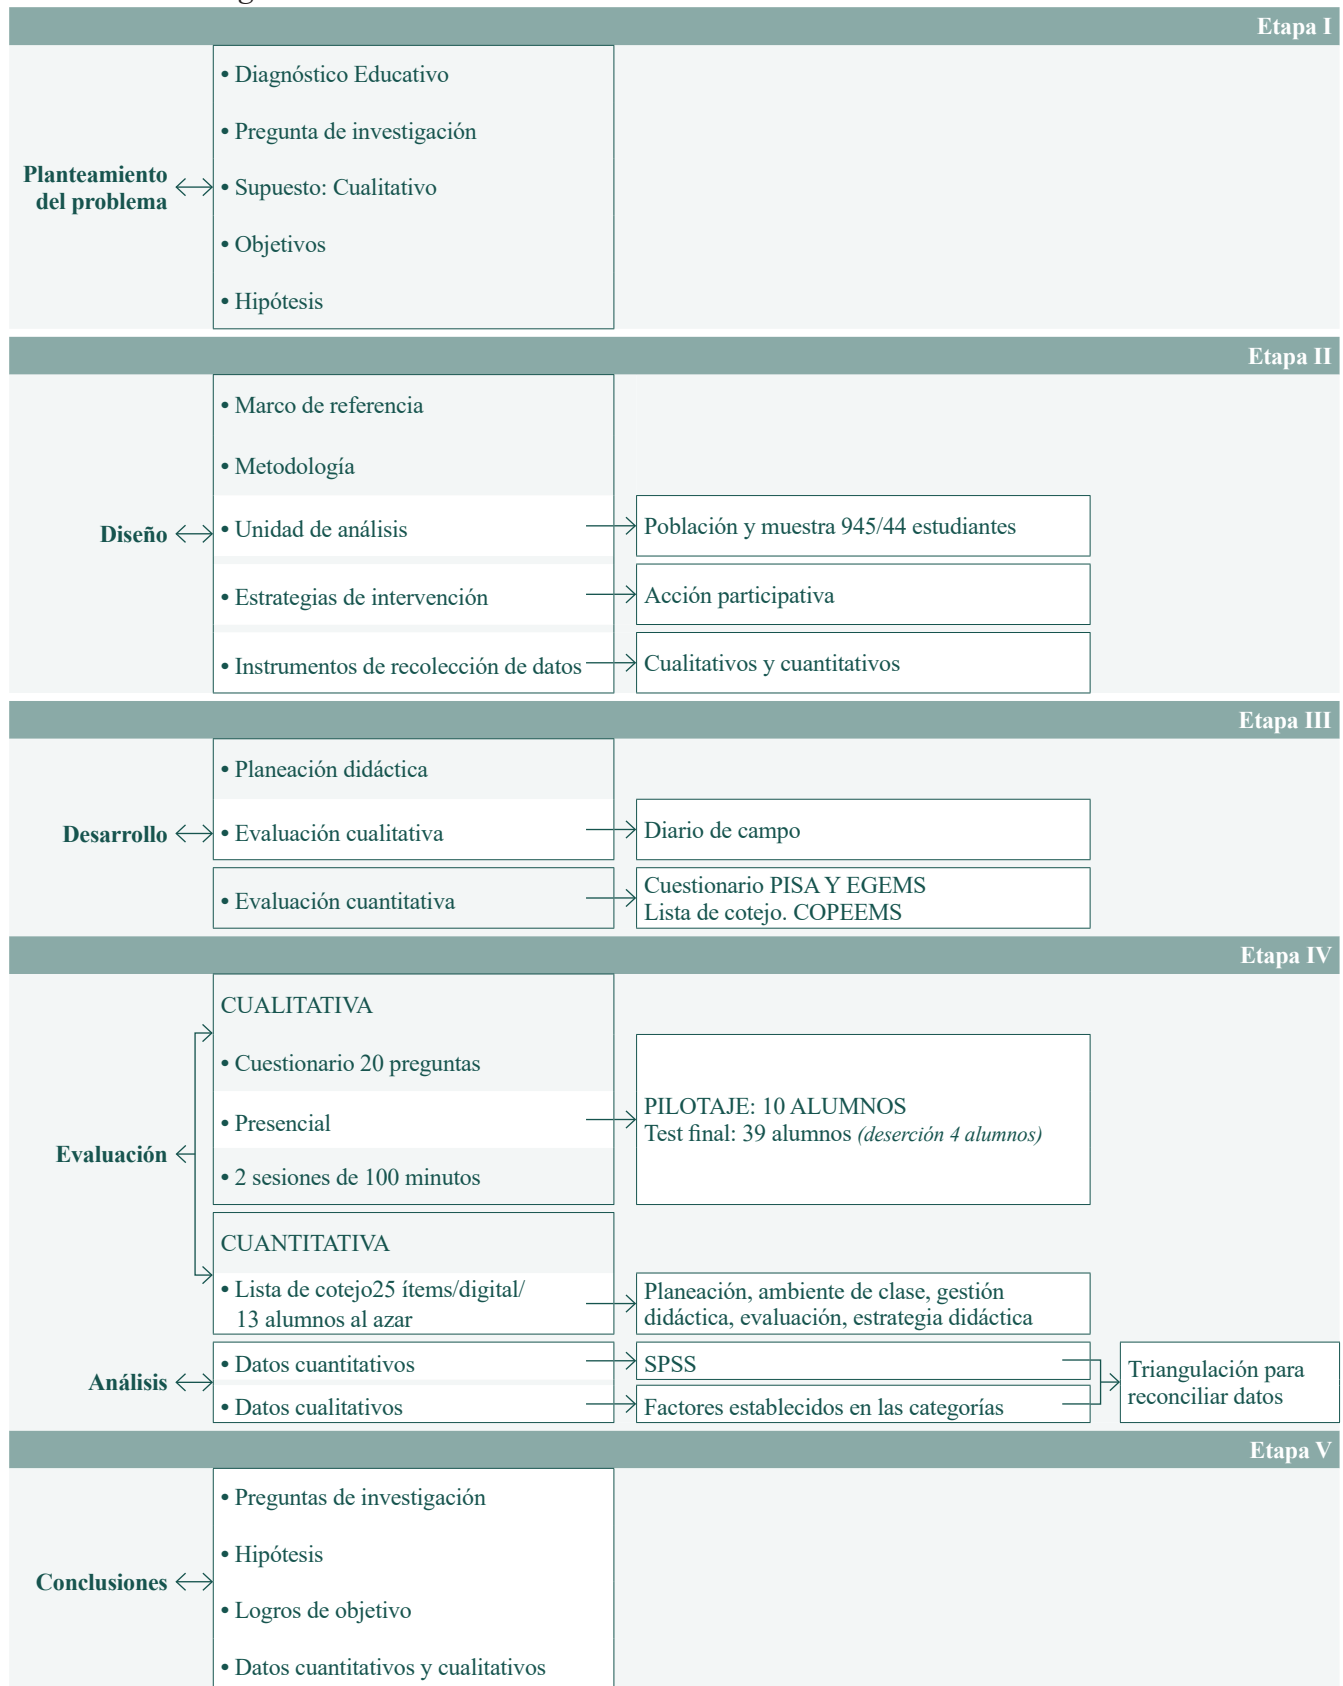 Etapa I
Planteamiento
del problema
• Diagnóstico Educativo
• Pregunta de investigación
• Supuesto: Cualitativo
• Objetivos
• Hipótesis
Etapa II
Diseño
• Marco de referencia
• Metodología
• Unidad de análisis
Población y muestra 945/44 estudiantes
• Estrategias de intervención
Acción participativa
• Instrumentos de recolección de datos
Cualitativos y cuantitativos
Etapa III
Desarrollo
• Planeación didáctica
• Evaluación cualitativa
Diario de campo
• Evaluación cuantitativa
Cuestionario PISA Y EGEMS
Lista de cotejo. COPEEMS
Etapa IV
Evaluación
CUALITATIVA
• Cuestionario 20 preguntas
• Presencial
• 2 sesiones de 100 minutos
PILOTAJE: 10 ALUMNOS
Test final: 39 alumnos (deserción 4 alumnos)
CUANTITATIVA
• Lista de cotejo25 ítems/digital/
13 alumnos al azar
Planeación, ambiente de clase, gestión
didáctica, evaluación, estrategia didáctica
Análisis
• Datos cuantitativos
SPSS
• Datos cualitativos
Factores establecidos en las categorías
Triangulación para
reconciliar datos
Etapa V
Conclusiones
• Preguntas de investigación
• Hipótesis
• Logros de objetivo
• Datos cuantitativos y cualitativos